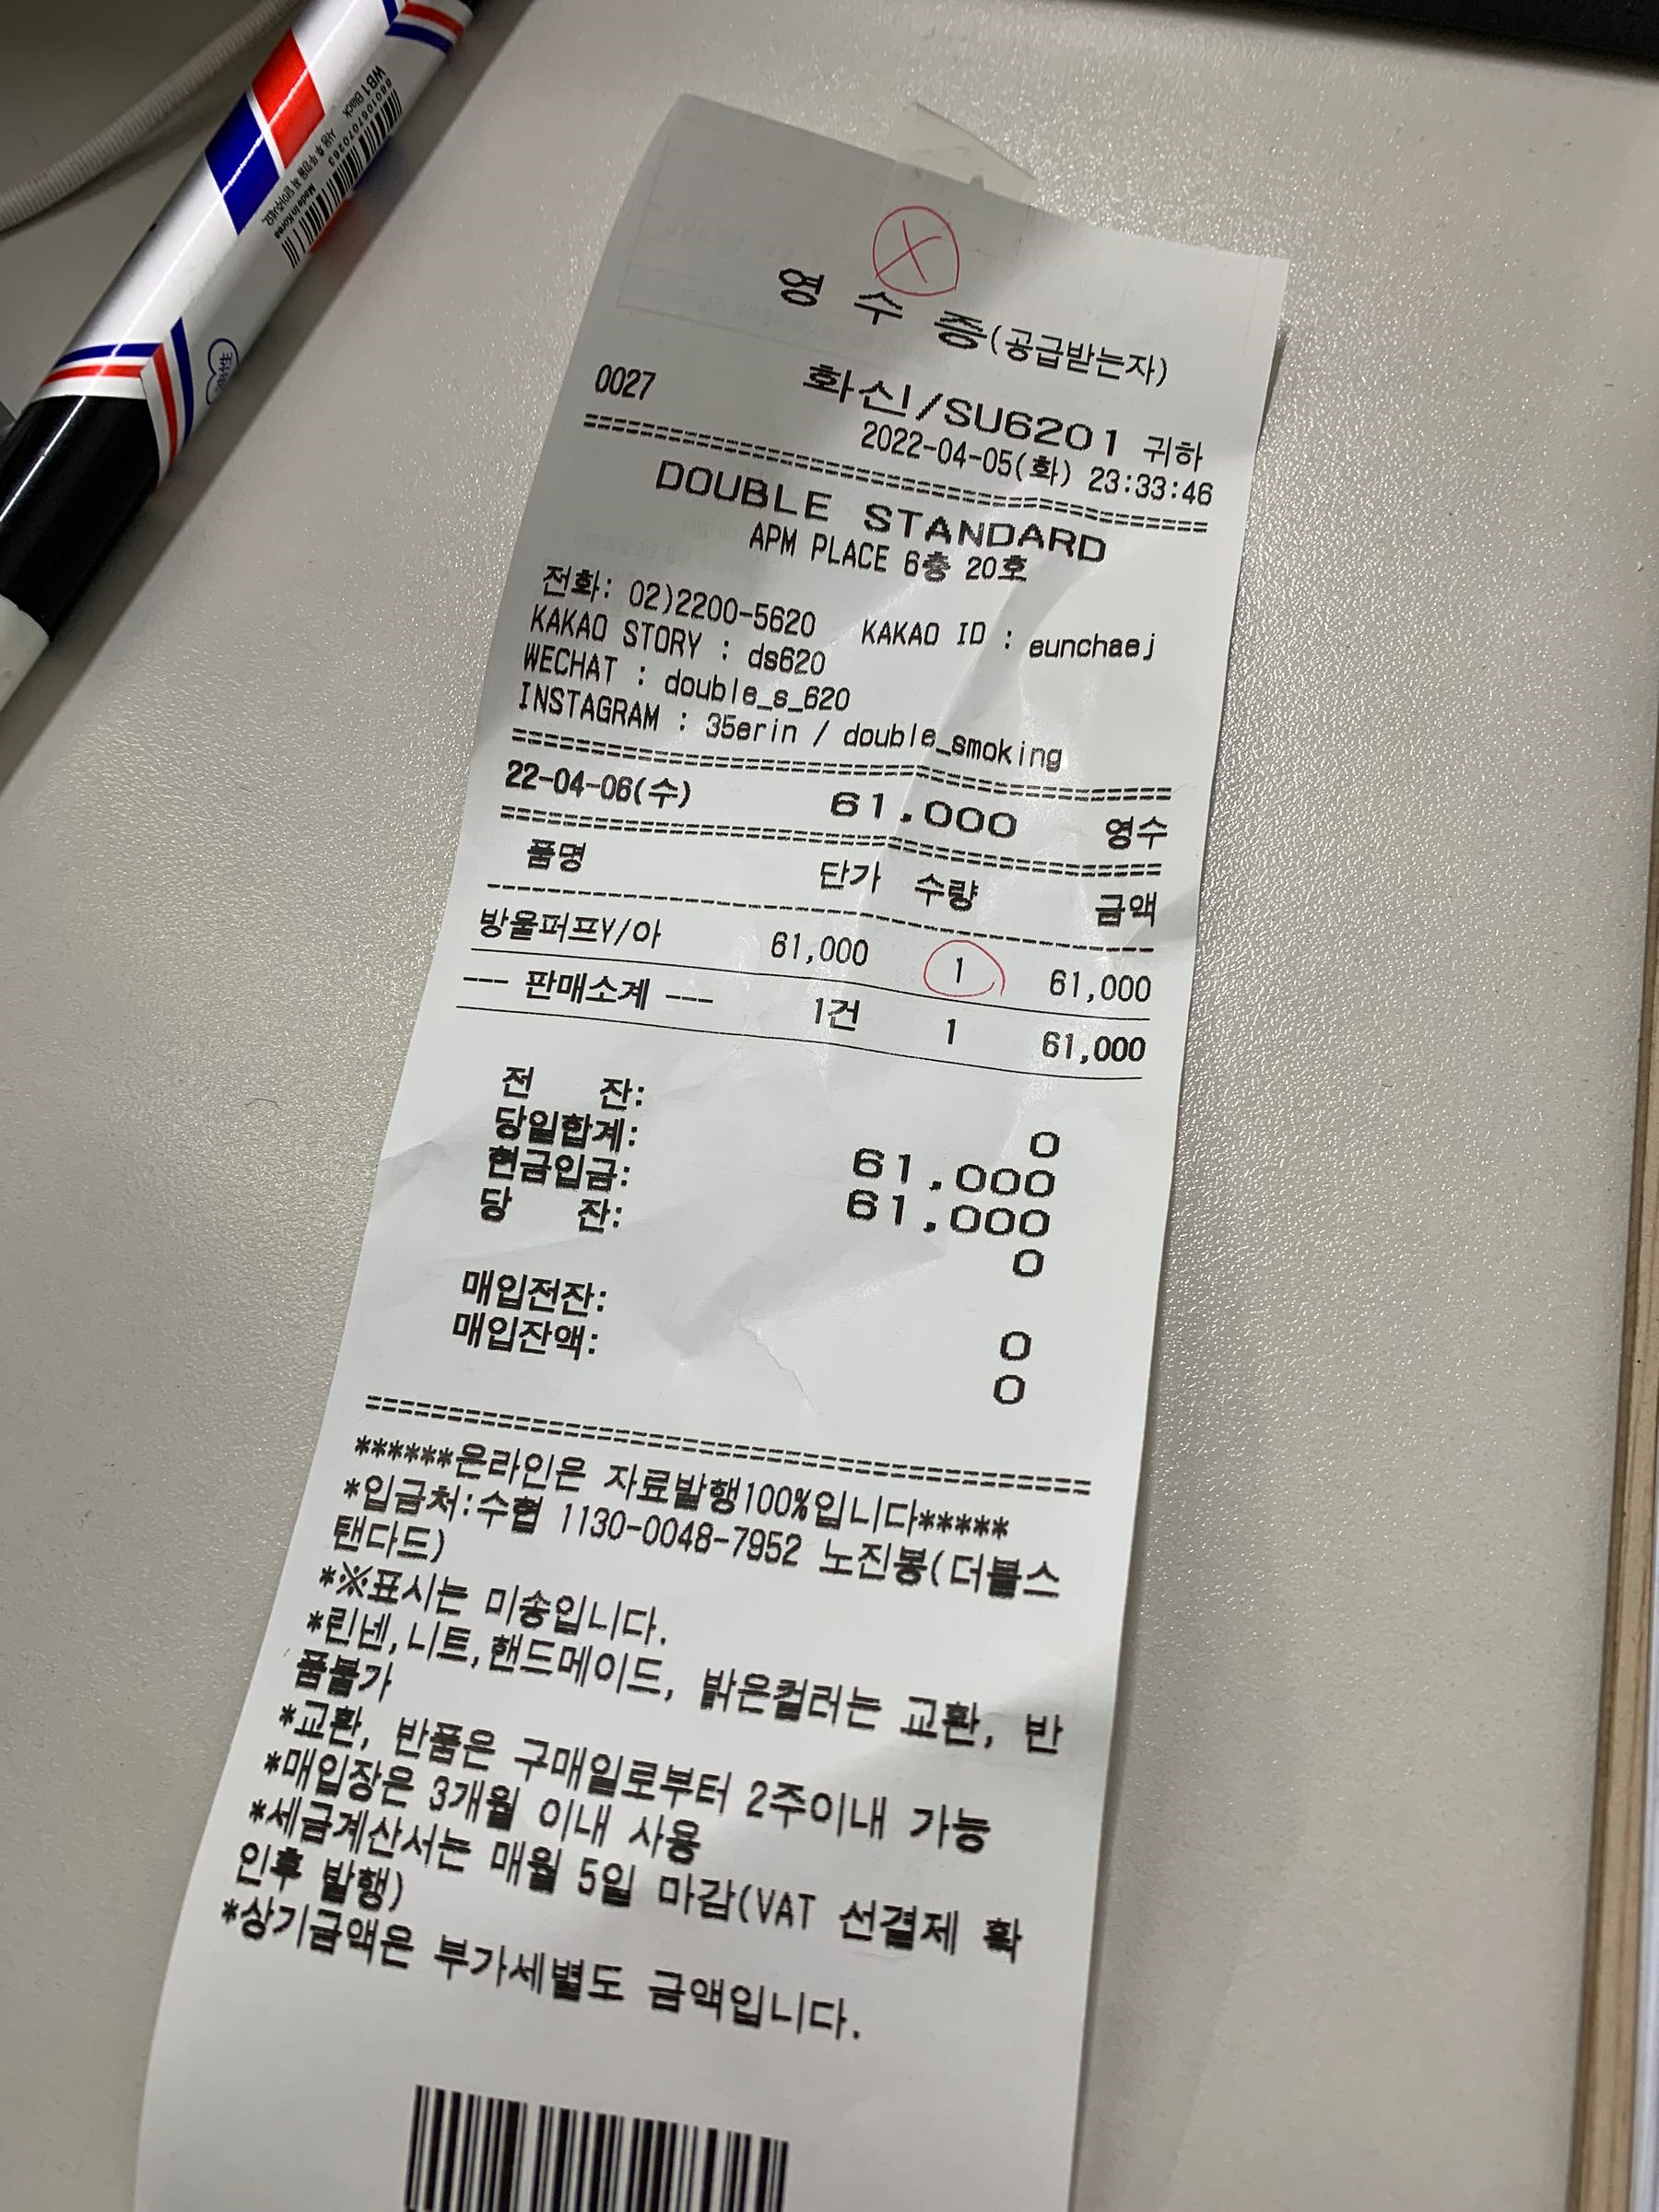 WB1 Black
8801067070263
Made in Korea
영 수 증(공급받는자)
0027 화신/SU6201 귀하
2022-04-05(화) 23:33:46
DOUBLE STANDARD
APM PLACE 6층 20호
전화: 02)2200-5620 KAKAO ID : eunchaej
KAKAO STORY : ds620
WECHAT : double_s_620
INSTAGRAM : 35erin / double_smoking
22-04-06(수) 61,000 영수
품명 단가 수량 금액
방울퍼프Y/아 61,000 1 61,000
--- 판매소계 --- 1건 1 61,000
전 잔: 0
당일합계: 61,000
현금입금: 61,000
당 잔: 0
매입전잔: 0
매입잔액: 0
******온라인은 자료발행100%입니다*****
*입금처:수협 1130-0048-7952 노진봉(더블스
탠다드)
*※표시는 미송입니다.
*린넨,니트,핸드메이드, 밝은컬러는 교환, 반
품불가
*교환, 반품은 구매일로부터 2주이내 가능
*매입장은 3개월 이내 사용
*세금계산서는 매월 5일 마감(VAT 선결제 확
인후 발행)
*상기금액은 부가세별도 금액입니다.